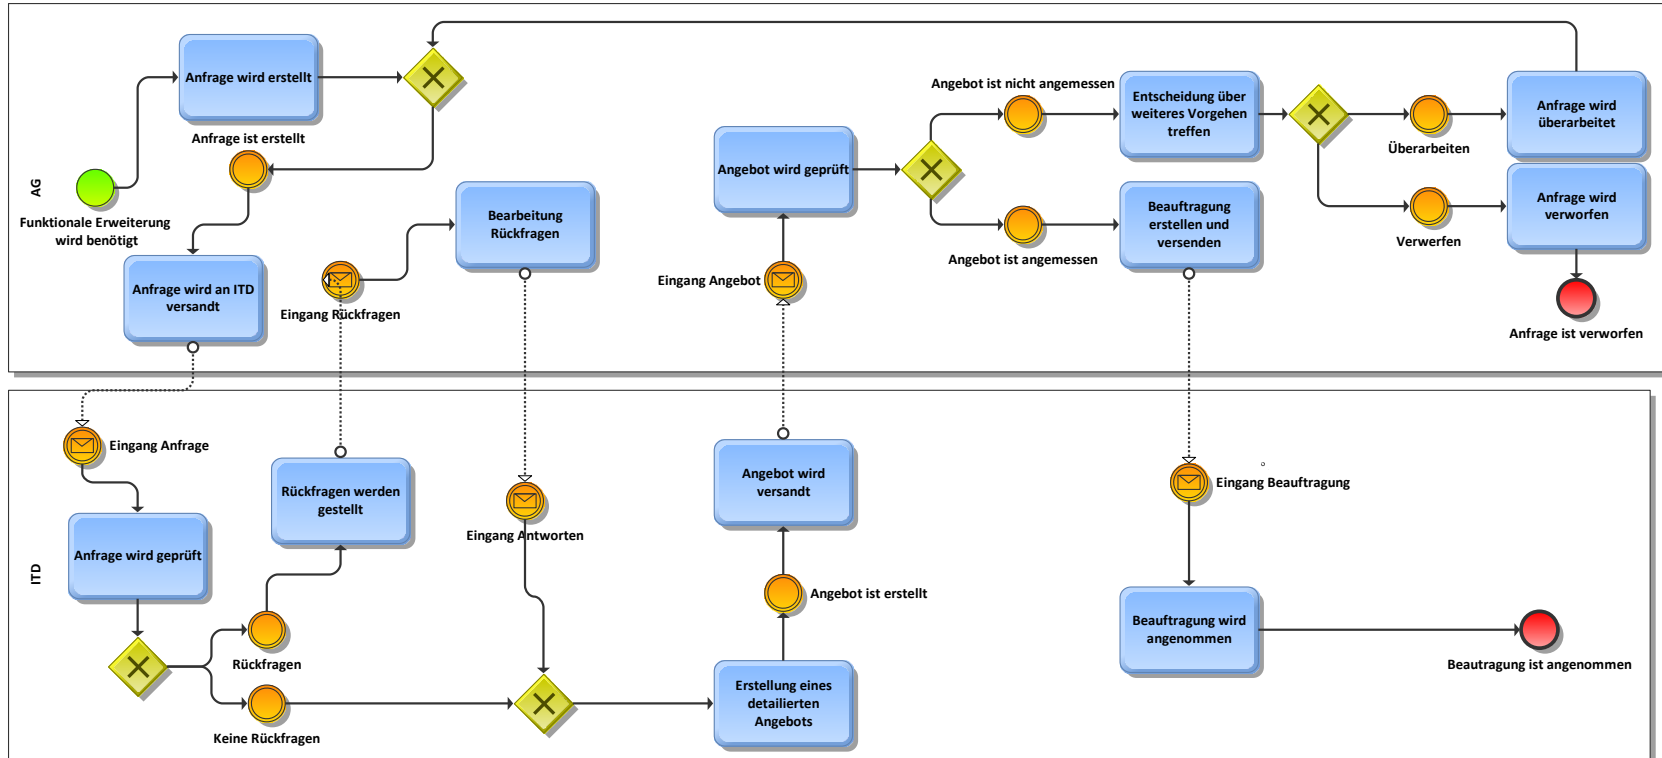 AG
Anfrage wird erstellt
Anfrage ist erstellt
Funktionale Erweiterung
wird benötigt
Anfrage wird an ITD
versandt
Eingang Rückfragen
Bearbeitung
Rückfragen
Angebot wird geprüft
Eingang Angebot
Angebot ist nicht angemessen
Angebot ist angemessen
Entscheidung über
weiteres Vorgehen
treffen
Beauftragung
erstellen und
versenden
Überarbeiten
Verwerfen
Anfrage wird
überarbeitet
Anfrage wird
verworfen
Anfrage ist verworfen
ITD
Eingang Anfrage
Anfrage wird geprüft
Rückfragen werden
gestellt
Rückfragen
Keine Rückfragen
Eingang Antworten
Angebot wird
versandt
Angebot ist erstellt
Erstellung eines
detailierten
Angebots
Eingang Beauftragung
Beauftragung wird
angenommen
Beautragung ist angenommen